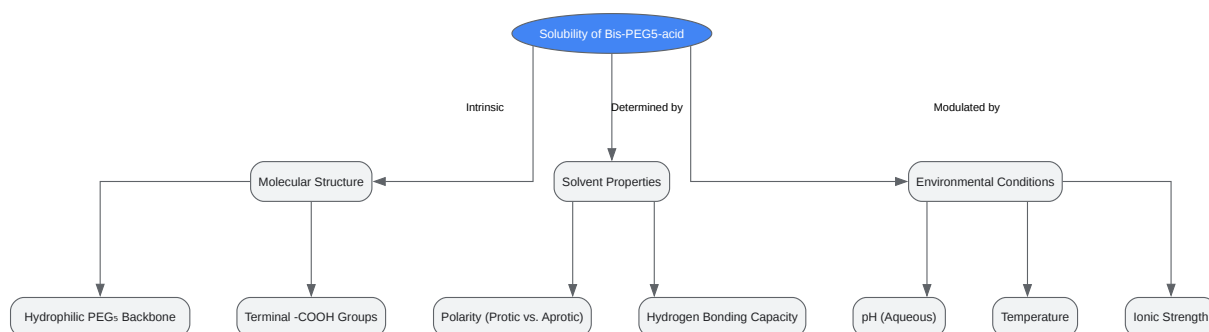 Solubility of Bis-PEG5-acid
Intrinsic
Determined by
Modulated by
Molecular Structure
Solvent Properties
Environmental Conditions
Hydrophilic PEG₅ Backbone
Terminal -COOH Groups
Polarity (Protic vs. Aprotic)
Hydrogen Bonding Capacity
pH (Aqueous)
Temperature
Ionic Strength